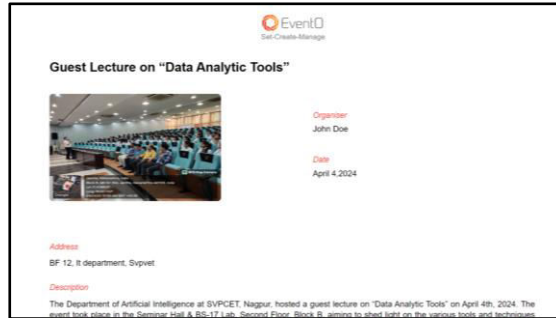 EventO
Set-Create-Manage
Guest Lecture on “Data Analytic Tools”
Organiser
John Doe
Date
April 4,2024
Address
BF 12, It department, Svpvet
Description
The Department of Artificial Intelligence at SVPCET, Nagpur, hosted a guest lecture on “Data Analytic Tools” on April 4th, 2024. The
event took place in the Seminar Hall & BS-17 Lab, Second Floor, Block B, aiming to shed light on the various tools and techniques